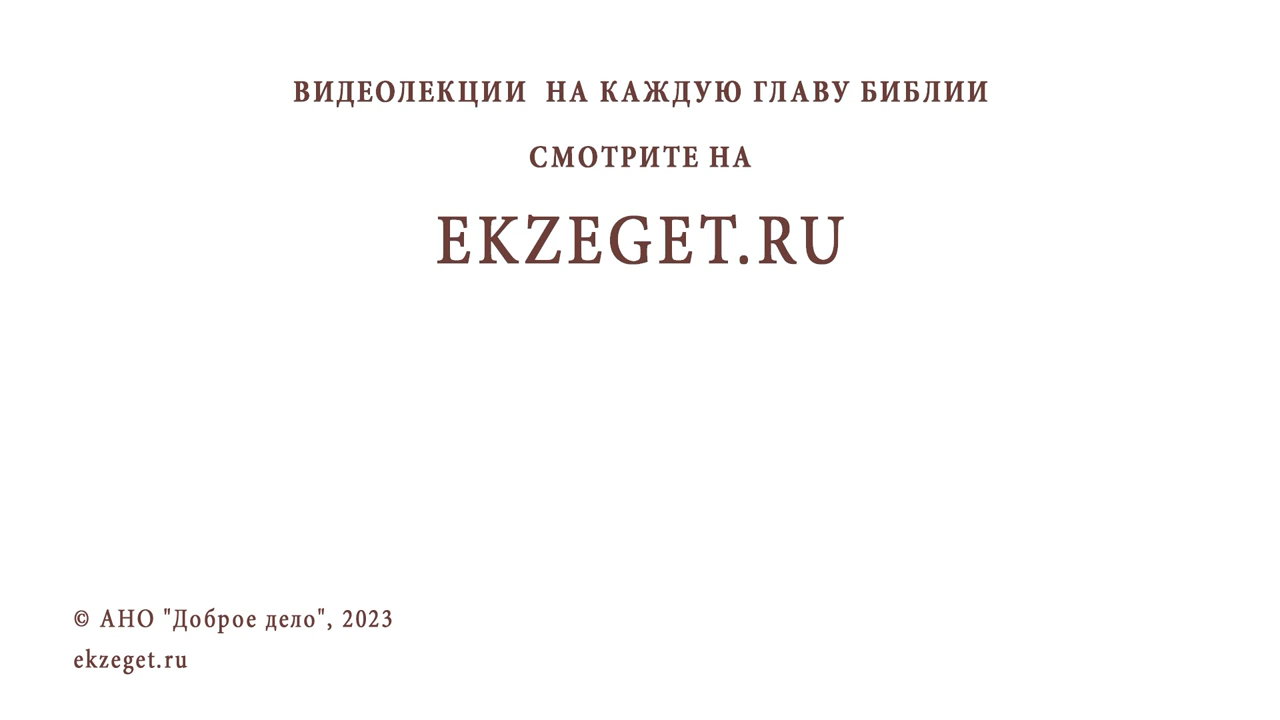 ВИДЕОЛЕКЦИИ НА КАЖДУЮ ГЛАВУ БИБЛИИ
СМОТРИТЕ НА
EKZEGET.RU
© АНО "Доброе дело", 2023
ekzeget.ru